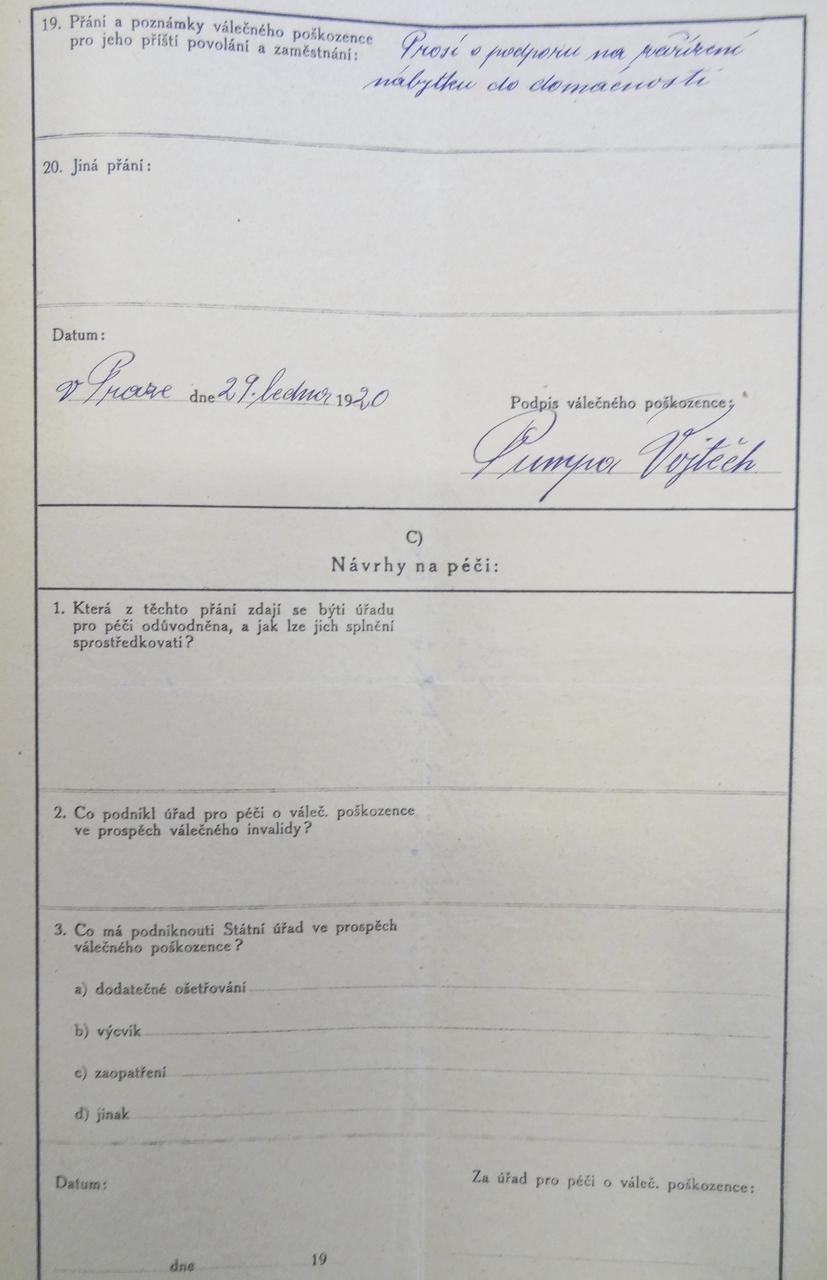 19. Přání a poznámky válečného poškozence
pro jeho příští povolání a zaměstnání:
Prosí o podporu na zařízení
nábytku do domácnosti
20. Jiná přání:
Datum:
v Praze dne 29. ledna 1920
Podpis válečného poškozence:
Pumpa Vojtěch
C)
Návrhy na péči:
1. Která z těchto přání zdají se býti úřadu
pro péči odůvodněna, a jak lze jich splnění
sprostředkovati?
2. Co podnikl úřad pro péči o váleč. poškozence
ve prospěch válečného invalidy?
3. Co má podniknouti Státní úřad ve prospěch
válečného poškozence?
a) dodatečné ošetřování
b) výcvik
c) zaopatření
d) jinak
Datum:
Za úřad pro péči o váleč. poškozence:
dne 19